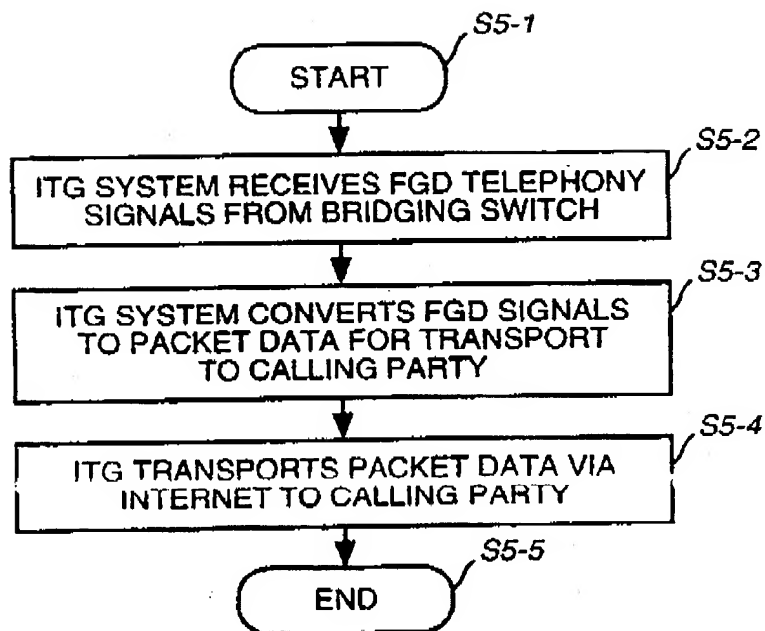 S5-1
START
S5-2
ITG SYSTEM RECEIVES FGD TELEPHONY
SIGNALS FROM BRIDGING SWITCH
S5-3
ITG SYSTEM CONVERTS FGD SIGNALS
TO PACKET DATA FOR TRANSPORT
TO CALLING PARTY
S5-4
ITG TRANSPORTS PACKET DATA VIA
INTERNET TO CALLING PARTY
S5-5
END